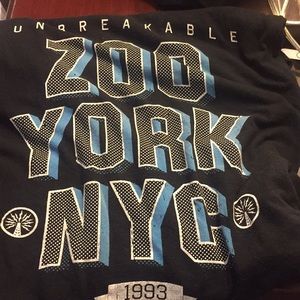 UNBREAKABLE
ZOO
YORK
NYC
1993